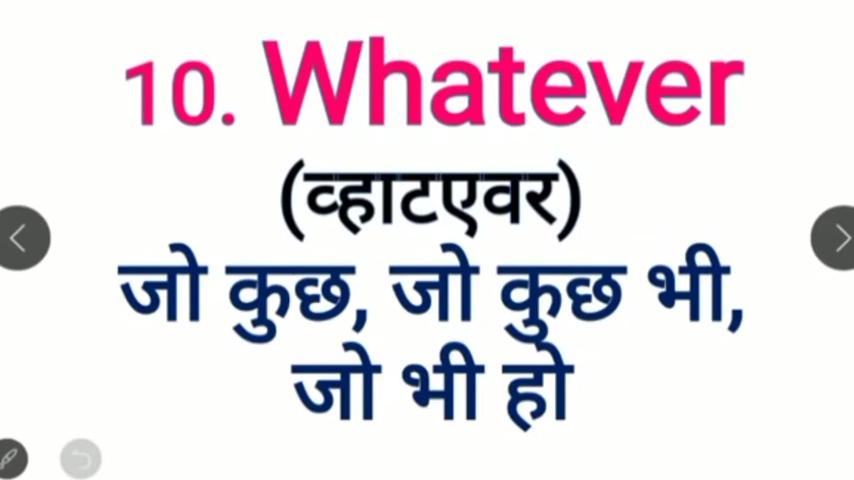 10. Whatever
(व्हाटएवर)
जो कुछ, जो कुछ भी,
जो भी हो